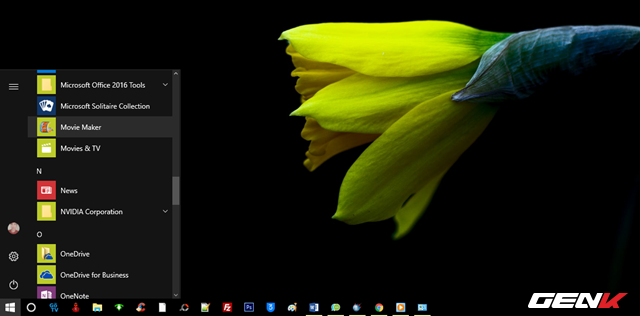 Microsoft Office 2016 Tools
Microsoft Solitaire Collection
Movie Maker
Movies & TV
N
News
NVIDIA Corporation
O
OneDrive
OneDrive for Business
OneNote
GENK